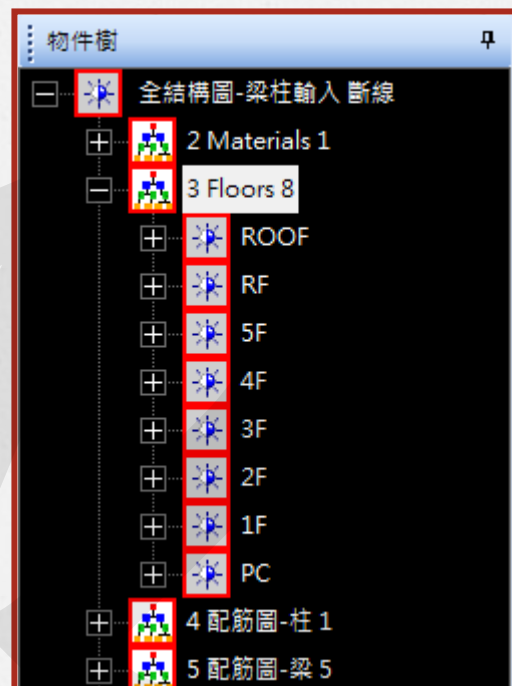 物件樹
全結構圖-梁柱輸入 斷線
2 Materials 1
3 Floors 8
ROOF
RF
5F
4F
3F
2F
1F
PC
4 配筋圖-柱 1
5 配筋圖-梁 5